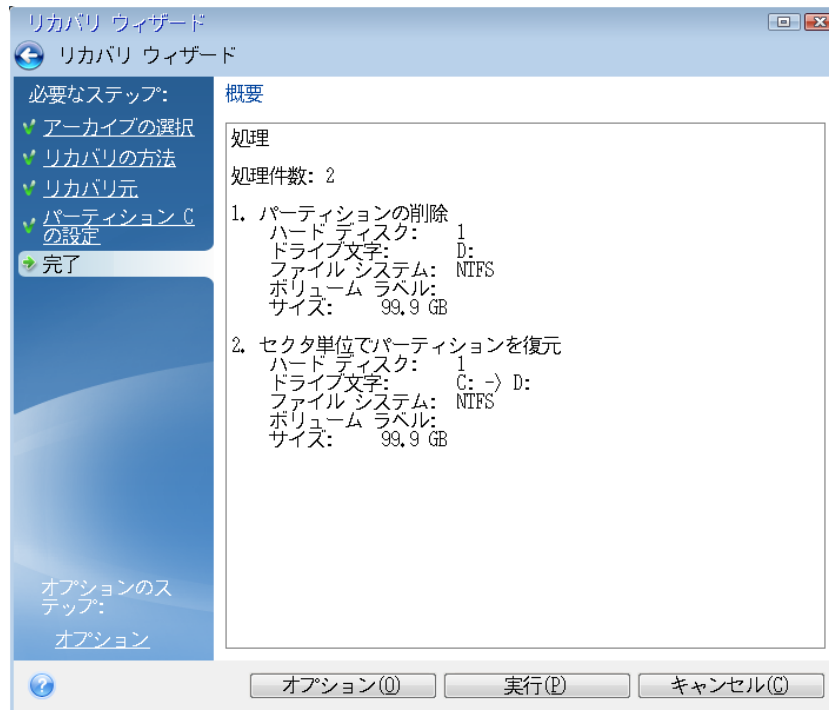 リカバリ ウィザード
リカバリ ウィザード
必要なステップ:
アーカイブの選択
リカバリの方法
リカバリ元
パーティション C
の設定
完了
オプションのス
テップ:
オプション
概要
処理
処理件数: 2
1. パーティションの削除
ハード ディスク: 1
ドライブ文字: D:
ファイル システム: NTFS
ボリューム ラベル:
サイズ: 99.9 GB
2. セクタ単位でパーティションを復元
ハード ディスク: 1
ドライブ文字: C: -> D:
ファイル システム: NTFS
ボリューム ラベル:
サイズ: 99.9 GB
オプション(O) 実行(P) キャンセル(C)